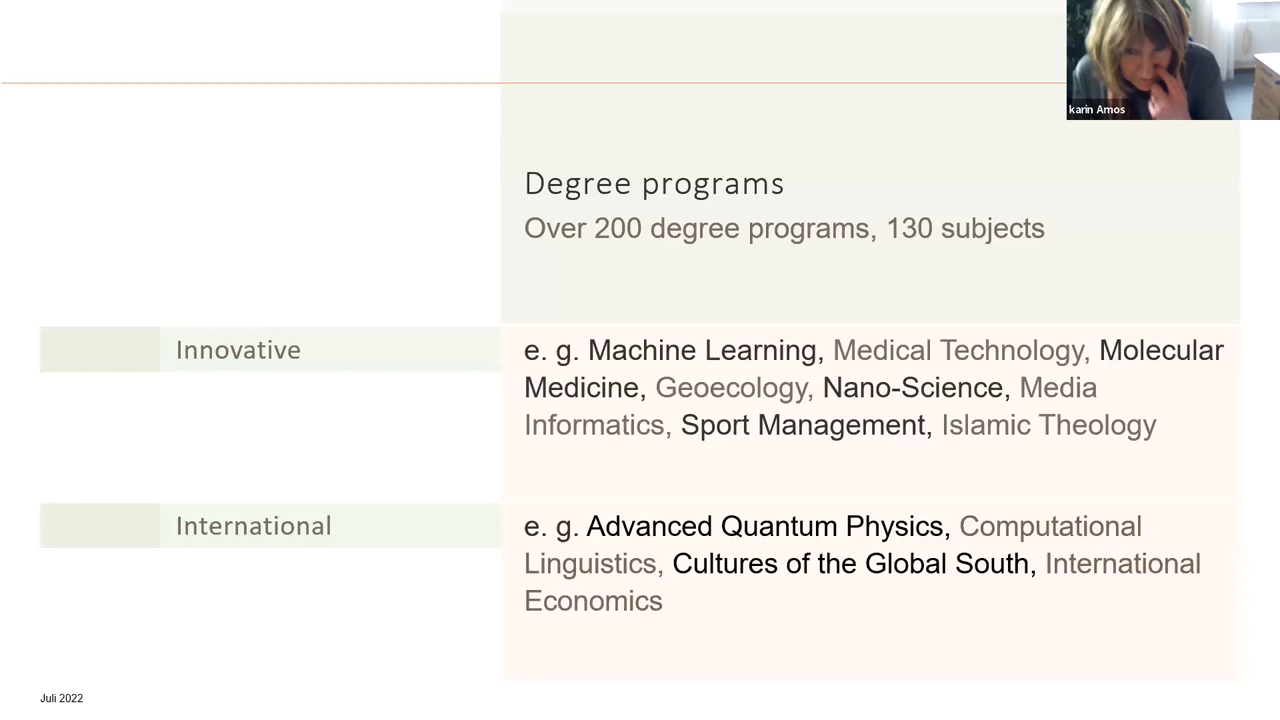 karin Amos
Degree programs
Over 200 degree programs, 130 subjects
Innovative
e. g. Machine Learning, Medical Technology, Molecular
Medicine, Geoecology, Nano-Science, Media
Informatics, Sport Management, Islamic Theology
International
e. g. Advanced Quantum Physics, Computational
Linguistics, Cultures of the Global South, International
Economics
Juli 2022